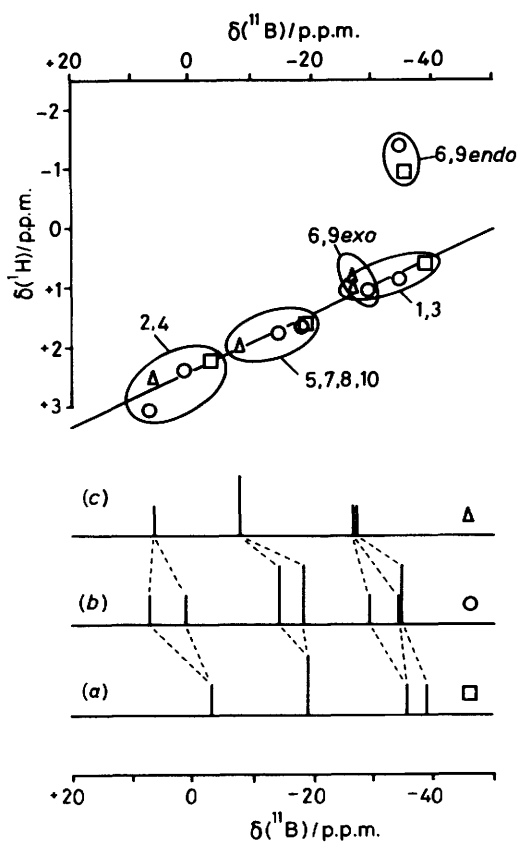 δ(¹¹B)/p.p.m.
+20 0 −20 −40
−2
−1
0
+1
+2
+3
δ(¹H)/p.p.m.
6,9endo
6,9exo
1,3
2,4
5,7,8,10
(c) Δ
(b) ○
(a) □
+20 0 −20 −40
δ(¹¹B)/p.p.m.